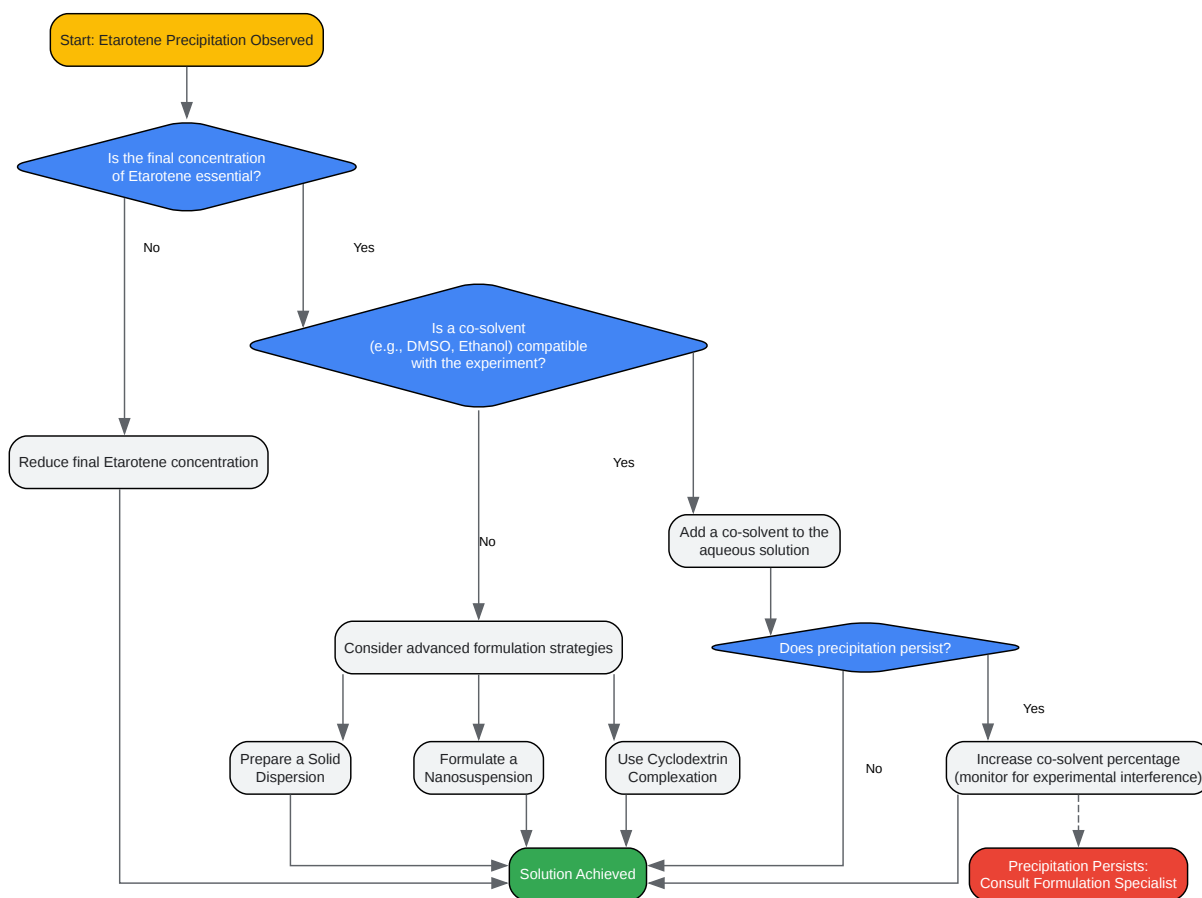 Start: Etarotene Precipitation Observed
Is the final concentration
of Etarotene essential?
No
Yes
Is a co-solvent
(e.g., DMSO, Ethanol) compatible
with the experiment?
Reduce final Etarotene concentration
Yes
No
Add a co-solvent to the
aqueous solution
Consider advanced formulation strategies
Does precipitation persist?
Yes
Prepare a Solid
Dispersion
Formulate a
Nanosuspension
Use Cyclodextrin
Complexation
No
Increase co-solvent percentage
(monitor for experimental interference)
Solution Achieved
Precipitation Persists:
Consult Formulation Specialist